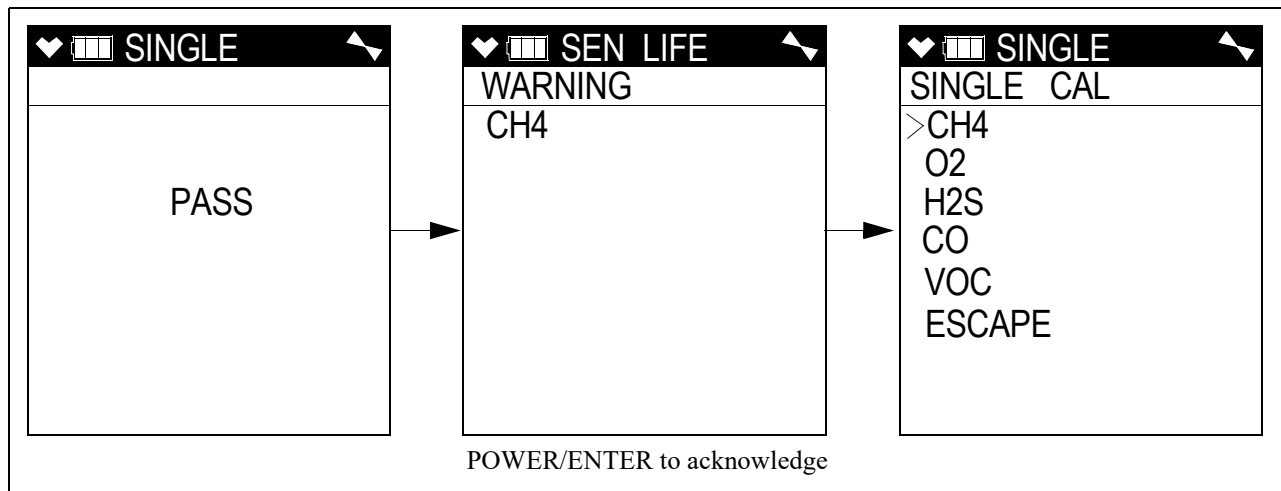 SINGLE
PASS
SEN LIFE
WARNING
CH4
POWER/ENTER to acknowledge
SINGLE
SINGLE CAL
>CH4
O2
H2S
CO
VOC
ESCAPE